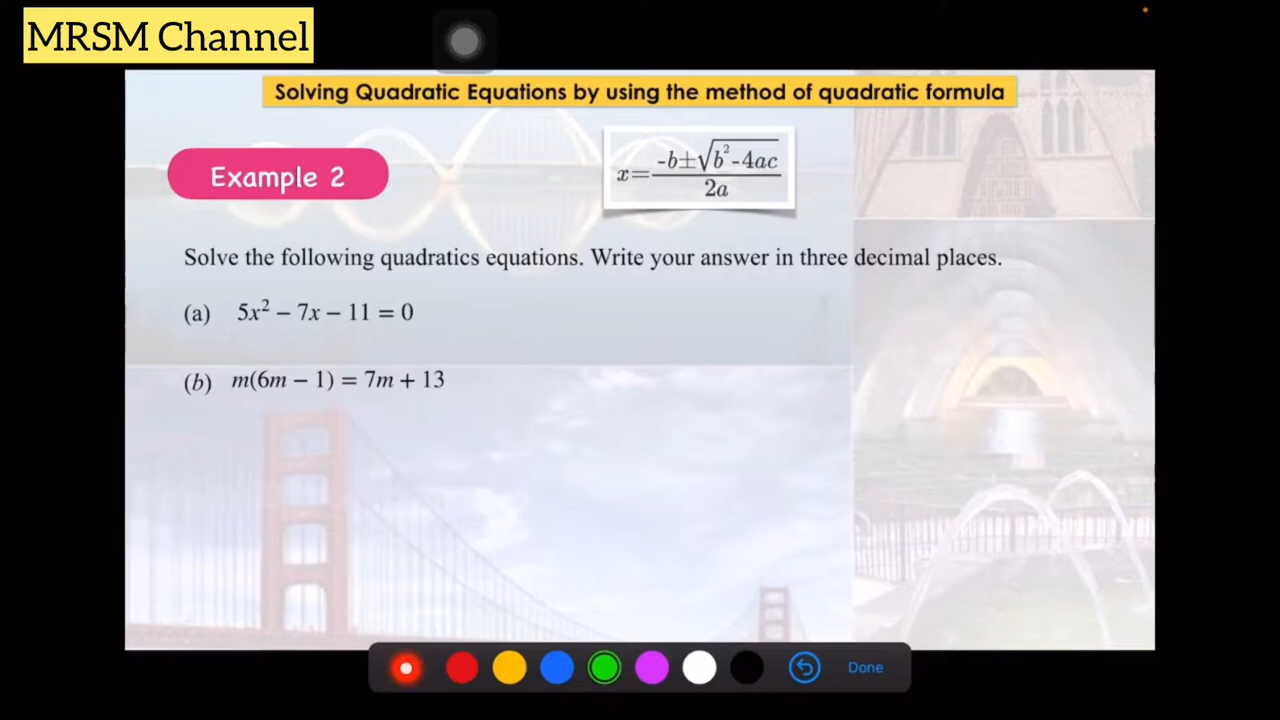 MRSM Channel
Solving Quadratic Equations by using the method of quadratic formula
Example 2
x = (-b ± √(b² - 4ac)) / 2a
Solve the following quadratics equations. Write your answer in three decimal places.
(a) 5x² – 7x – 11 = 0
(b) m(6m – 1) = 7m + 13
Done